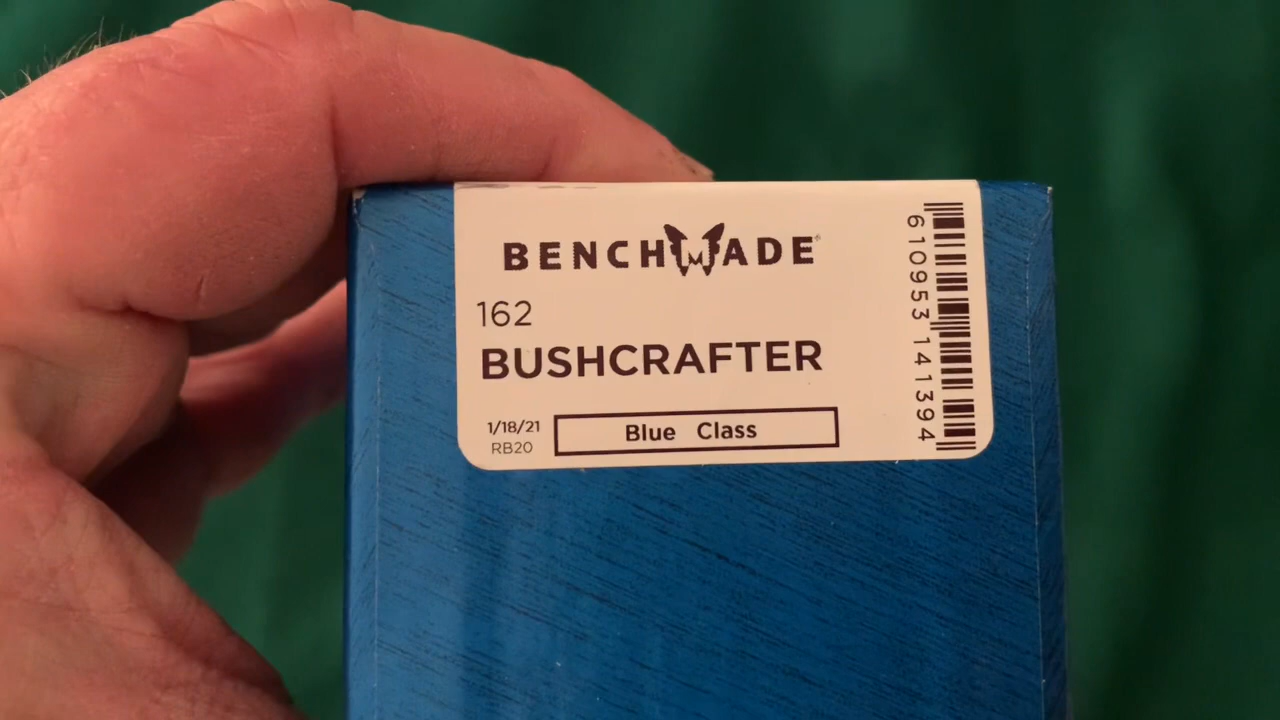 BENCHMADE®
162
BUSHCRAFTER
1/18/21
RB20
Blue Class
610953 141394